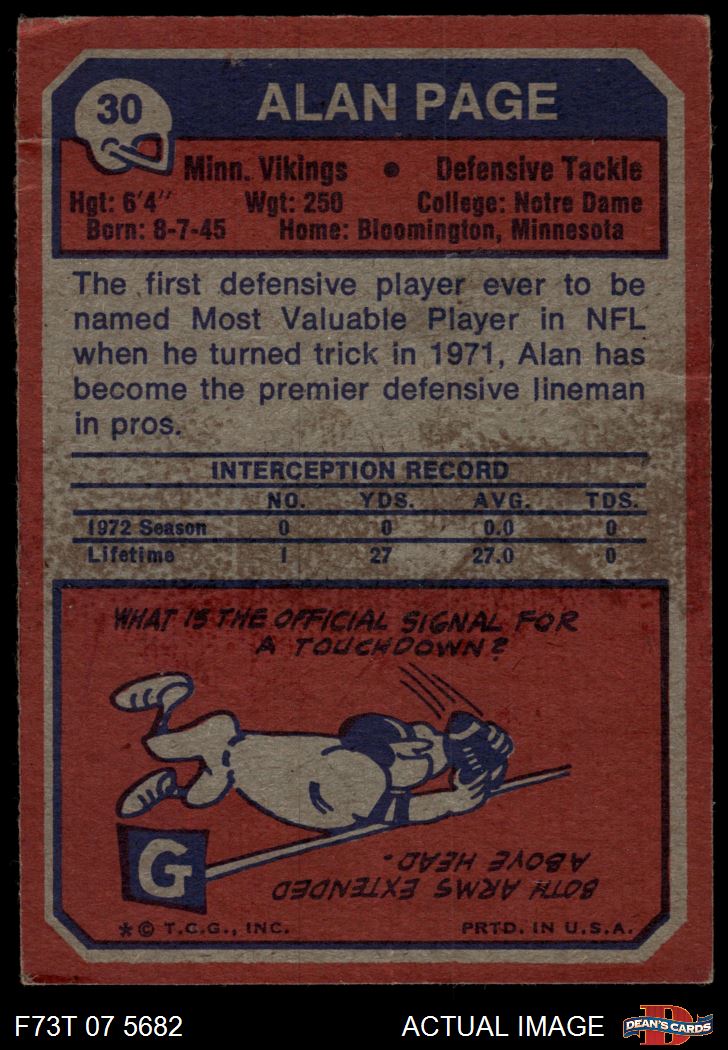 30
ALAN PAGE
Minn. Vikings • Defensive Tackle
Hgt: 6'4" Wgt: 250 College: Notre Dame
Born: 8-7-45 Home: Bloomington, Minnesota
The first defensive player ever to be
named Most Valuable Player in NFL
when he turned trick in 1971, Alan has
become the premier defensive lineman
in pros.
INTERCEPTION RECORD
NO. YDS. AVG. TDS.
1972 Season 0 0 0.0 0
Lifetime 1 27 27.0 0
WHAT IS THE OFFICIAL SIGNAL FOR
A TOUCHDOWN?
G
BOTH ARMS EXTENDED
ABOVE HEAD.
* © T.C.G., INC. PRTD. IN U.S.A.
F73T 07 5682 ACTUAL IMAGE
D
DEAN'S CARDS